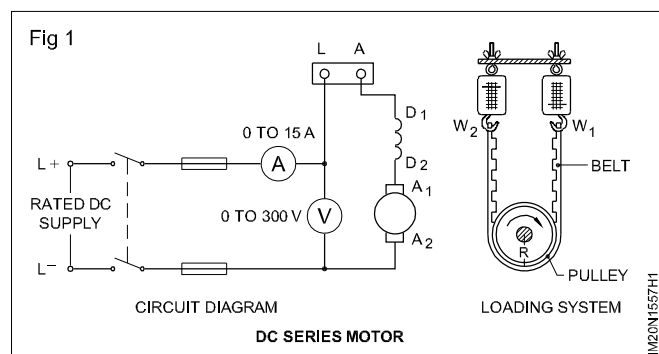 Fig 1
L A
D1
0 TO 15 A
D2
L+
A
A1
RATED DC
SUPPLY
0 TO 300 V
V
A2
L–
CIRCUIT DIAGRAM
DC SERIES MOTOR
W2 W1
BELT
R
PULLEY
LOADING SYSTEM
IM20N1557H1